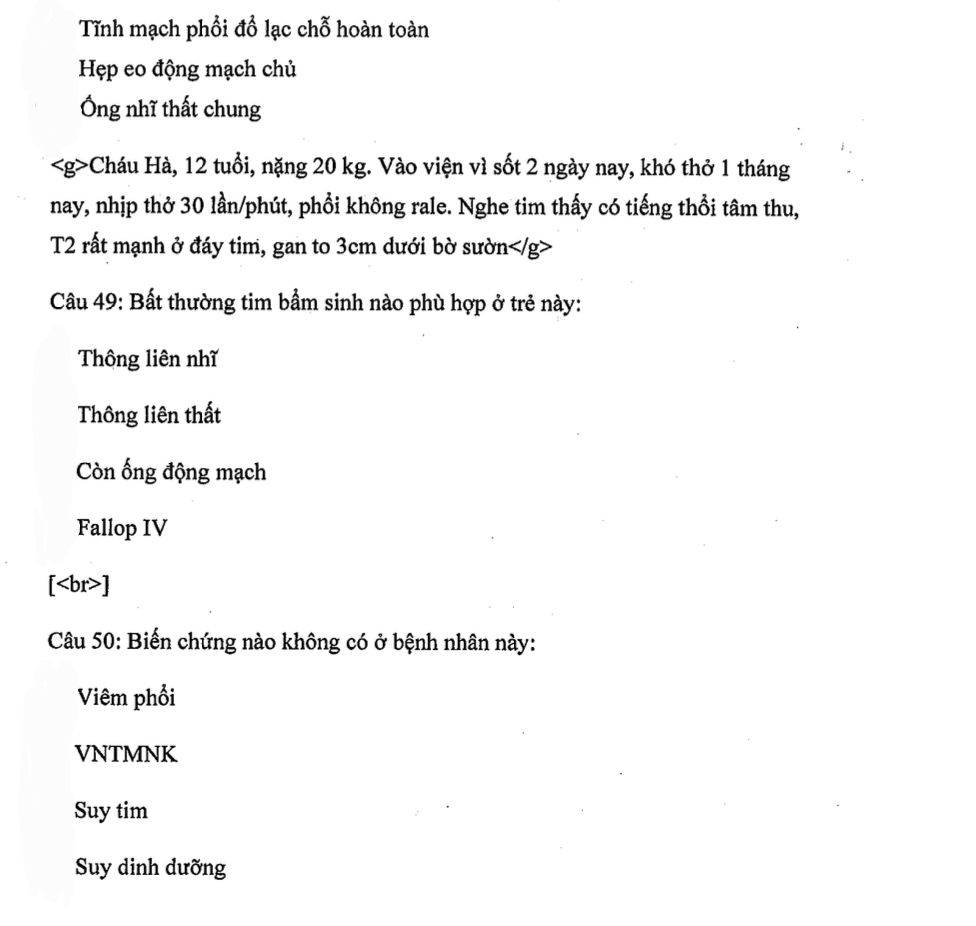 Tĩnh mạch phổi đổ lạc chỗ hoàn toàn
Hẹp eo động mạch chủ
Ống nhĩ thất chung
<g>Cháu Hà, 12 tuổi, nặng 20 kg. Vào viện vì sốt 2 ngày nay, khó thở 1 tháng
nay, nhịp thở 30 lần/phút, phổi không rale. Nghe tim thấy có tiếng thổi tâm thu,
T2 rất mạnh ở đáy tim, gan to 3cm dưới bờ sườn</g>
Câu 49: Bất thường tim bẩm sinh nào phù hợp ở trẻ này:
Thông liên nhĩ
Thông liên thất
Còn ống động mạch
Fallop IV
[<br>]
Câu 50: Biến chứng nào không có ở bệnh nhân này:
Viêm phổi
VNTMNK
Suy tim
Suy dinh dưỡng